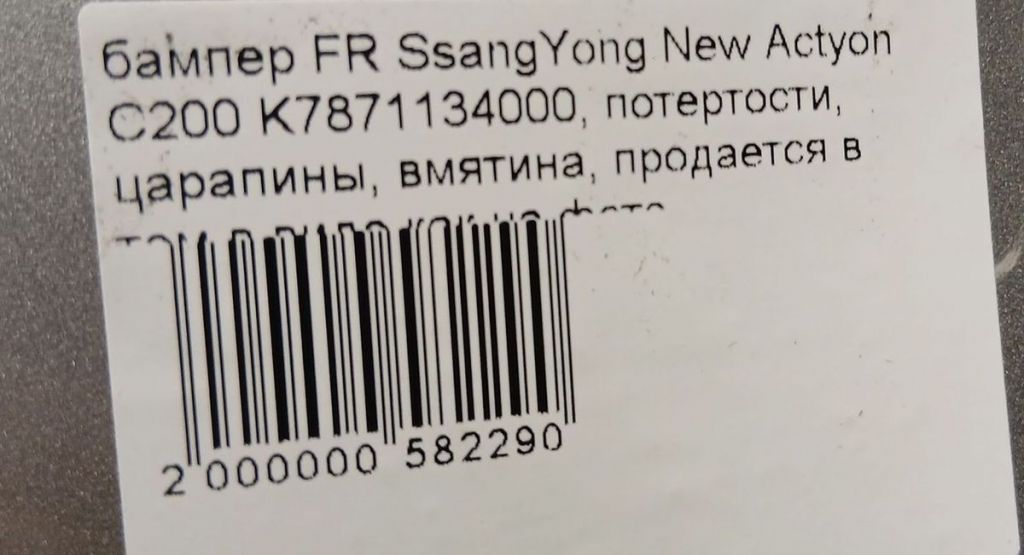 бампер FR SsangYong New Actyon
C200 K7871134000, потертости,
царапины, вмятина, продается в
2 000000 582290